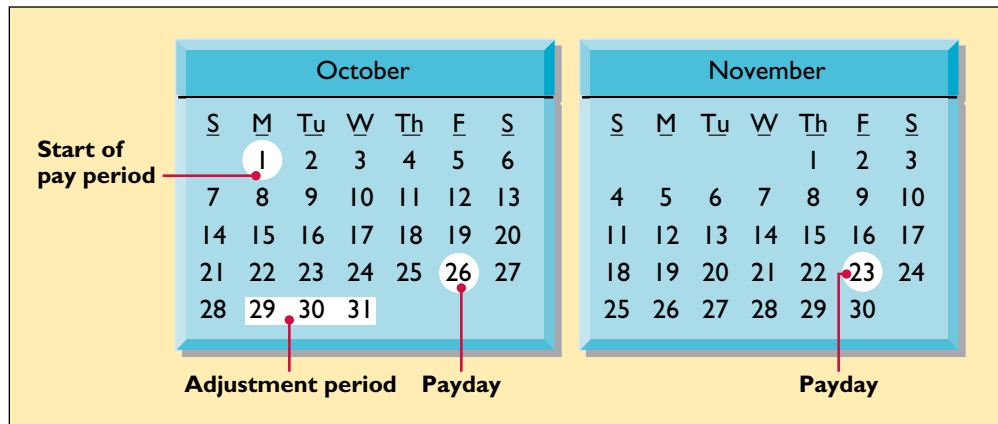 October
S M Tu W Th F S
1 2 3 4 5 6
7 8 9 10 11 12 13
14 15 16 17 18 19 20
21 22 23 24 25 26 27
28 29 30 31
Start of
pay period
Adjustment period
Payday
November
S M Tu W Th F S
1 2 3
4 5 6 7 8 9 10
11 12 13 14 15 16 17
18 19 20 21 22 23 24
25 26 27 28 29 30
Payday